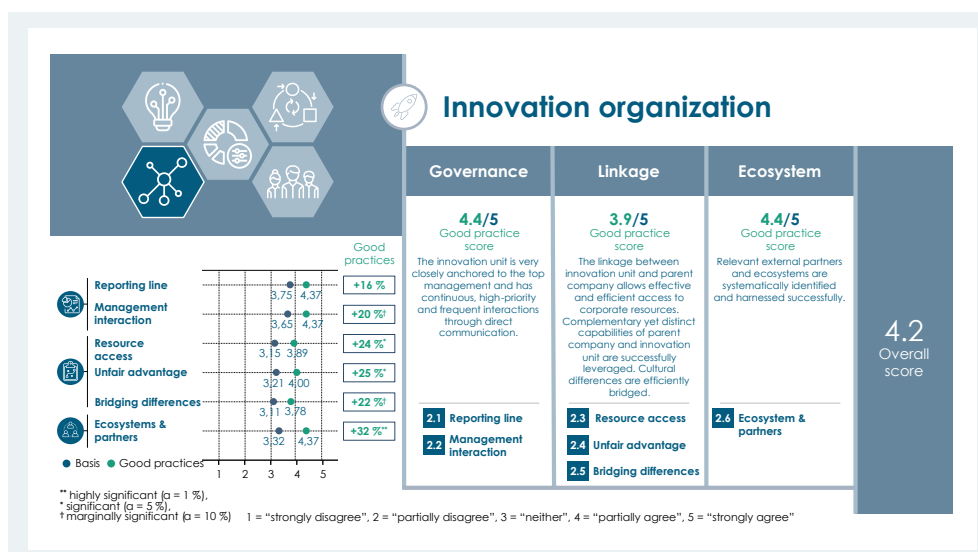 Innovation organization
Governance
Linkage
Ecosystem
4.4/5
Good practice
score
The innovation unit is very
closely anchored to the top
management and has
continuous, high-priority
and frequent interactions
through direct
communication.
2.1 Reporting line
2.2 Management
interaction
3.9/5
Good practice
score
The linkage between
innovation unit and parent
company allows effective
and efficient access to
corporate resources.
Complementary yet distinct
capabilities of parent
company and innovation
unit are successfully
leveraged. Cultural
differences are efficiently
bridged.
2.3 Resource access
2.4 Unfair advantage
2.5 Bridging differences
4.4/5
Good practice
score
Relevant external partners
and ecosystems are
systematically identified
and harnessed successfully.
2.6 Ecosystem &
partners
4.2
Overall
score
Good
practices
Reporting line
3,75 4,37
+16 %
Management
interaction
3,65 4,37
+20 %†
Resource
access
3,15 3,89
+24 %*
Unfair advantage
3,21 4,00
+25 %*
Bridging differences
3,11 3,78
+22 %†
Ecosystems &
partners
3,32 4,37
+32 %**
Basis Good practices
1 2 3 4 5
** highly significant (a = 1 %),
* significant (a = 5 %),
† marginally significant (a = 10 %)
1 = “strongly disagree”, 2 = “partially disagree”, 3 = “neither”, 4 = “partially agree”, 5 = “strongly agree”